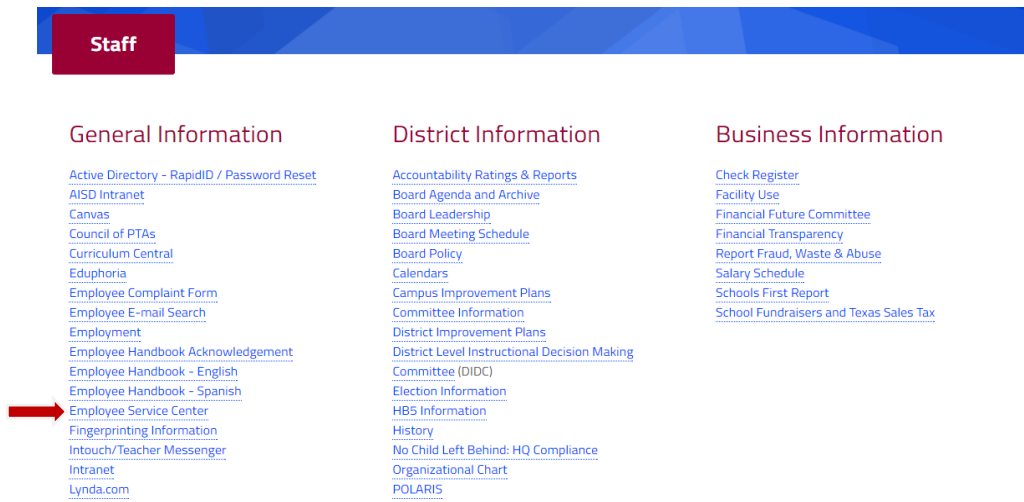 Staff
General Information
Active Directory - RapidID / Password Reset
AISD Intranet
Canvas
Council of PTAs
Curriculum Central
Eduphoria
Employee Complaint Form
Employee E-mail Search
Employment
Employee Handbook Acknowledgement
Employee Handbook - English
Employee Handbook - Spanish
Employee Service Center
Fingerprinting Information
Intouch/Teacher Messenger
Intranet
Lynda.com
District Information
Accountability Ratings & Reports
Board Agenda and Archive
Board Leadership
Board Meeting Schedule
Board Policy
Calendars
Campus Improvement Plans
Committee Information
District Improvement Plans
District Level Instructional Decision Making
Committee (DIDC)
Election Information
HB5 Information
History
No Child Left Behind: HQ Compliance
Organizational Chart
POLARIS
Business Information
Check Register
Facility Use
Financial Future Committee
Financial Transparency
Report Fraud, Waste & Abuse
Salary Schedule
Schools First Report
School Fundraisers and Texas Sales Tax